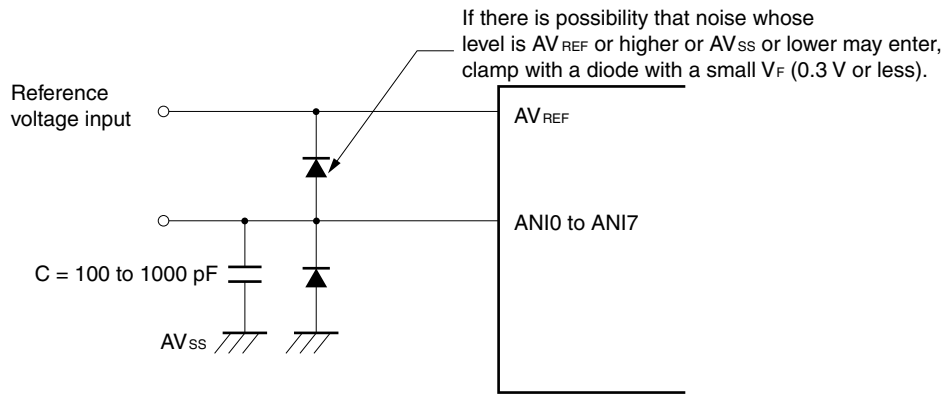 If there is possibility that noise whose
level is AVREF or higher or AVSS or lower may enter,
clamp with a diode with a small VF (0.3 V or less).
Reference
voltage input
AVREF
ANI0 to ANI7
C = 100 to 1000 pF
AVSS